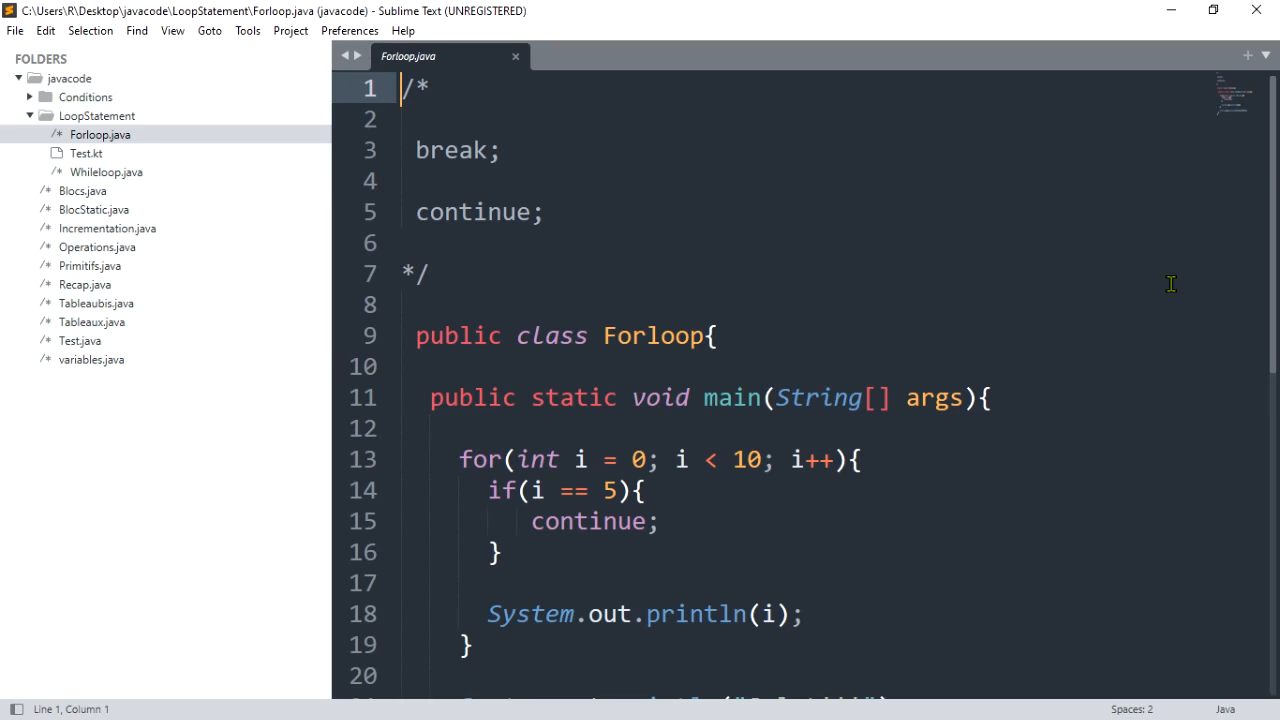 C:\Users\R\Desktop\javacode\LoopStatement\Forloop.java (javacode) - Sublime Text (UNREGISTERED)
File Edit Selection Find View Goto Tools Project Preferences Help
FOLDERS
javacode
Conditions
LoopStatement
/* Forloop.java
Test.kt
/* Whileloop.java
/* Blocs.java
/* BlocStatic.java
/* Incrementation.java
/* Operations.java
/* Primitifs.java
/* Recap.java
/* Tableaubis.java
/* Tableaux.java
/* Test.java
/* variables.java
Forloop.java
1 /*
2
3 break;
4
5 continue;
6
7 */
8
9 public class Forloop{
10
11 public static void main(String[] args){
12
13 for(int i = 0; i < 10; i++){
14 if(i == 5){
15 continue;
16 }
17
18 System.out.println(i);
19 }
20
Line 1, Column 1
Spaces: 2
Java